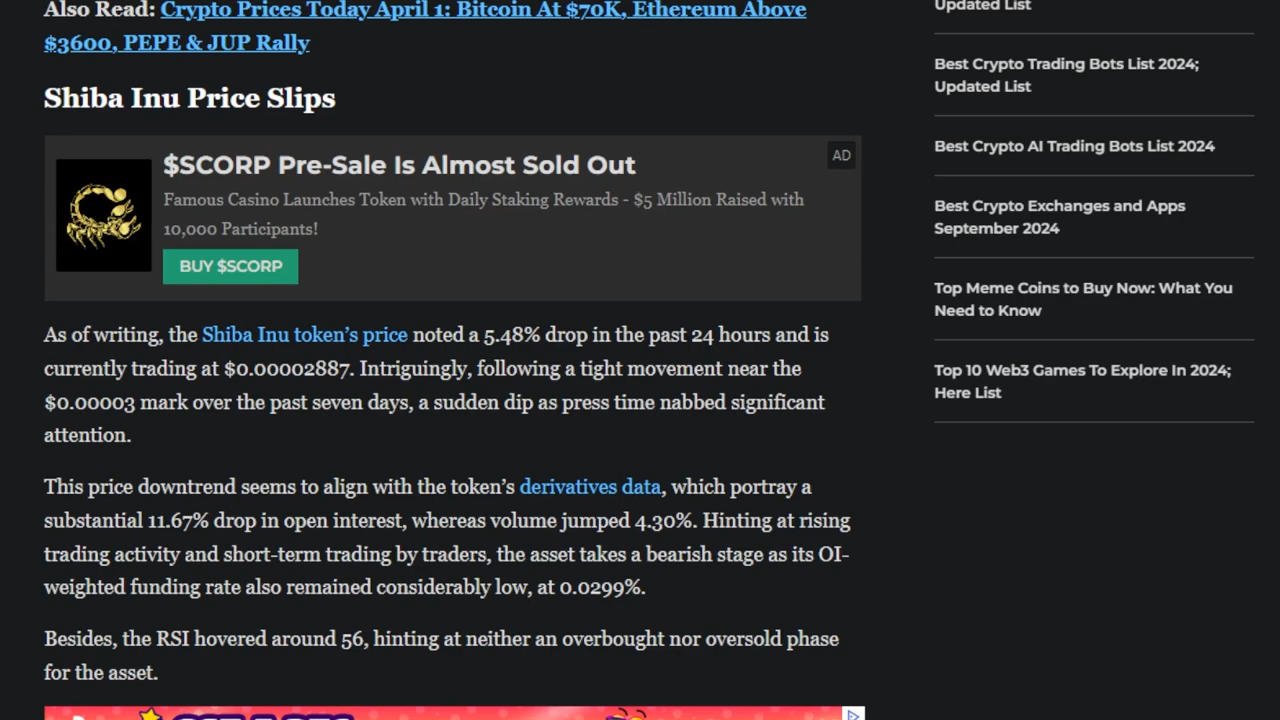 Also Read: Crypto Prices Today April 1: Bitcoin At $70K, Ethereum Above
$3600, PEPE & JUP Rally
Shiba Inu Price Slips
$SCORP Pre-Sale Is Almost Sold Out
AD
Famous Casino Launches Token with Daily Staking Rewards - $5 Million Raised with
10,000 Participants!
BUY $SCORP
As of writing, the Shiba Inu token’s price noted a 5.48% drop in the past 24 hours and is
currently trading at $0.00002887. Intriguingly, following a tight movement near the
$0.00003 mark over the past seven days, a sudden dip as press time nabbed significant
attention.
This price downtrend seems to align with the token’s derivatives data, which portray a
substantial 11.67% drop in open interest, whereas volume jumped 4.30%. Hinting at rising
trading activity and short-term trading by traders, the asset takes a bearish stage as its OI-
weighted funding rate also remained considerably low, at 0.0299%.
Besides, the RSI hovered around 56, hinting at neither an overbought nor oversold phase
for the asset.
Updated List
Best Crypto Trading Bots List 2024;
Updated List
Best Crypto AI Trading Bots List 2024
Best Crypto Exchanges and Apps
September 2024
Top Meme Coins to Buy Now: What You
Need to Know
Top 10 Web3 Games To Explore In 2024;
Here List